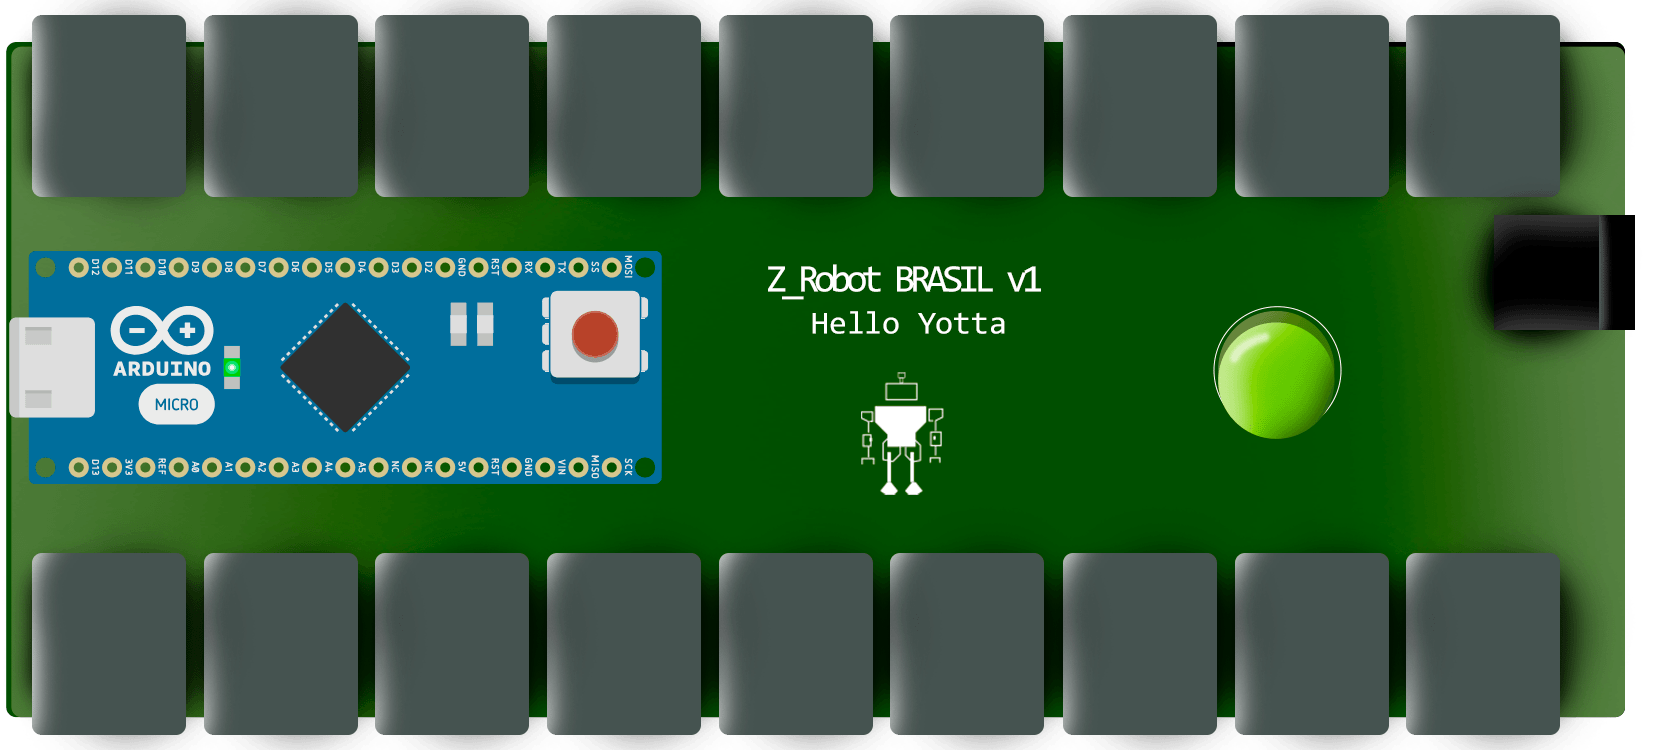 D12 D11 D10 D9 D8 D7 D6 D5 D4 D3 D2 GND RST RX TX SS MOSI
ARDUINO
MICRO
D13 3V3 REF A0 A1 A2 A3 A4 A5 NC NC 5V RST GND VIN MISO SCK
Z_Robot BRASIL v1
Hello Yotta